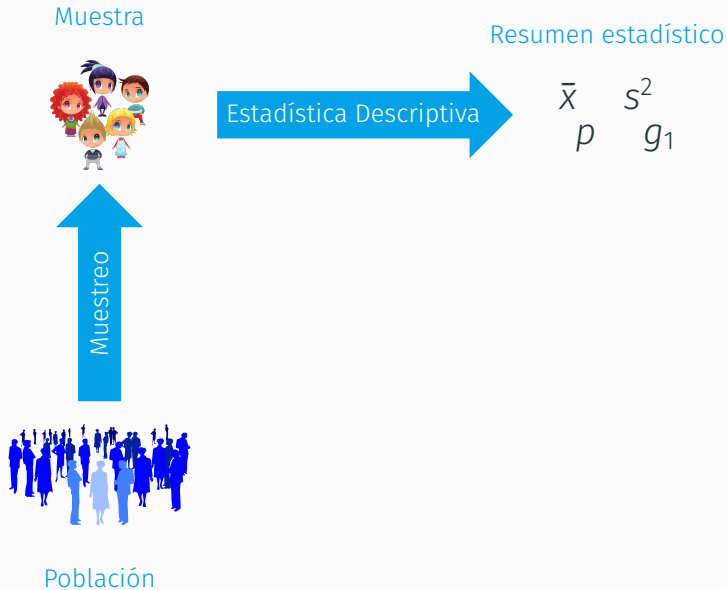 Muestra
Resumen estadístico
Estadística Descriptiva
x̄ s²
p g₁
Muestreo
Población